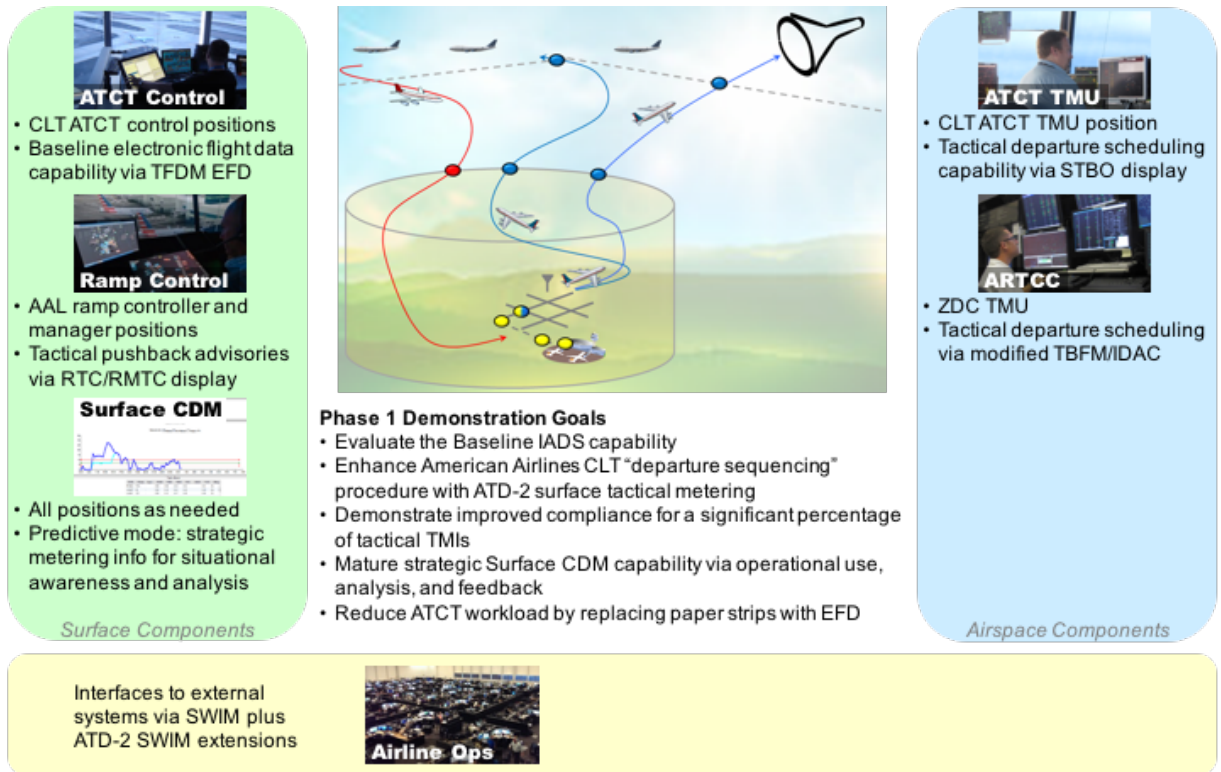 ATCT Control
• CLT ATCT control positions
• Baseline electronic flight data
capability via TFDM EFD
Ramp Control
• AAL ramp controller and
manager positions
• Tactical pushback advisories
via RTC/RMTC display
Surface CDM
• All positions as needed
• Predictive mode: strategic
metering info for situational
awareness and analysis
Surface Components
Phase 1 Demonstration Goals
• Evaluate the Baseline IADS capability
• Enhance American Airlines CLT “departure sequencing”
procedure with ATD-2 surface tactical metering
• Demonstrate improved compliance for a significant percentage
of tactical TMIs
• Mature strategic Surface CDM capability via operational use,
analysis, and feedback
• Reduce ATCT workload by replacing paper strips with EFD
ATCT TMU
• CLT ATCT TMU position
• Tactical departure scheduling
capability via STBO display
ARTCC
• ZDC TMU
• Tactical departure scheduling
via modified TBFM/IDAC
Airspace Components
Interfaces to external
systems via SWIM plus
ATD-2 SWIM extensions
Airline Ops